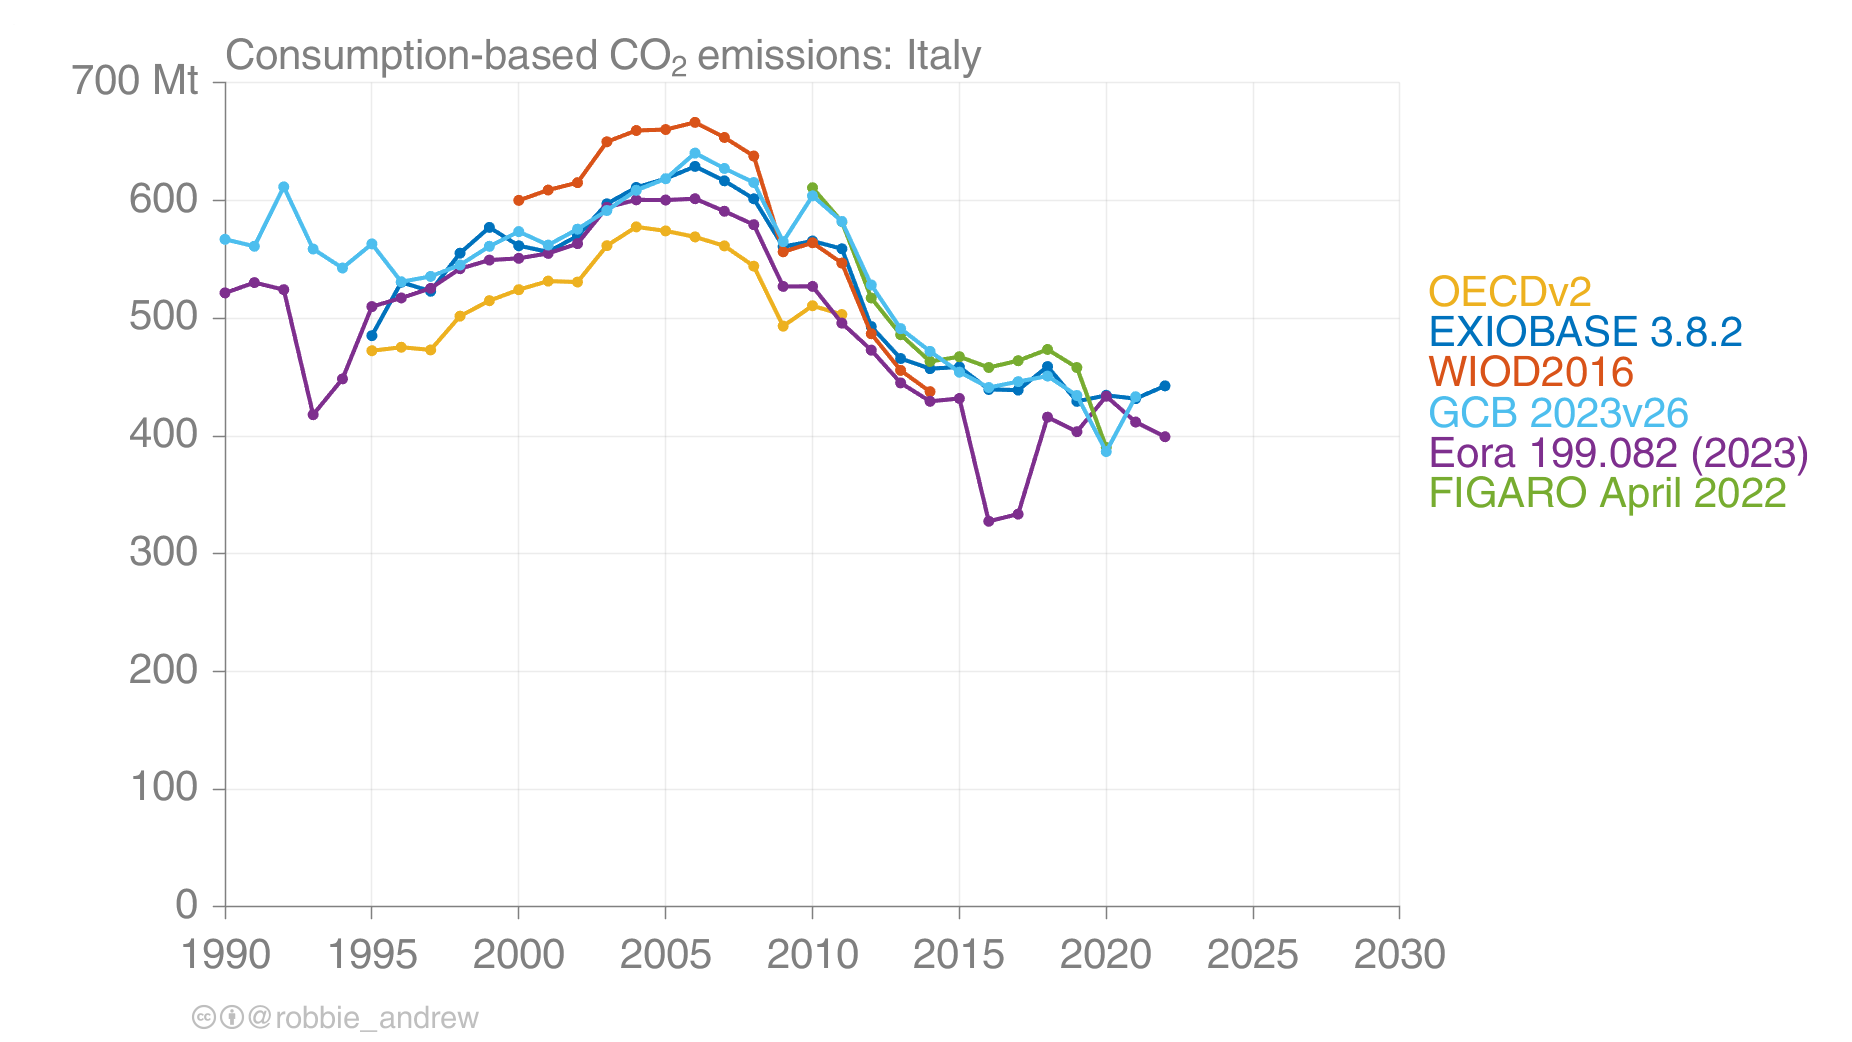 Consumption-based CO₂ emissions: Italy
700 Mt
600
500
400
300
200
100
0
1990 1995 2000 2005 2010 2015 2020 2025 2030
OECDv2
EXIOBASE 3.8.2
WIOD2016
GCB 2023v26
Eora 199.082 (2023)
FIGARO April 2022
cc @robbie_andrew